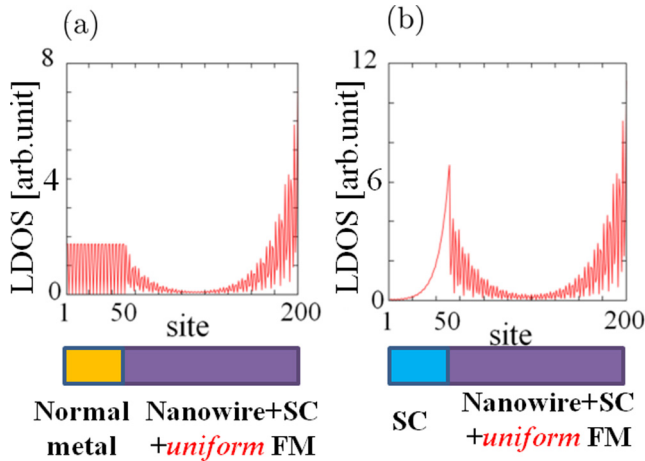 (a)
8
4
0
LDOS [arb.unit]
1 50 200
site
Normal metal
Nanowire+SC
+uniform FM
(b)
12
6
0
LDOS [arb.unit]
1 50 200
site
SC
Nanowire+SC
+uniform FM